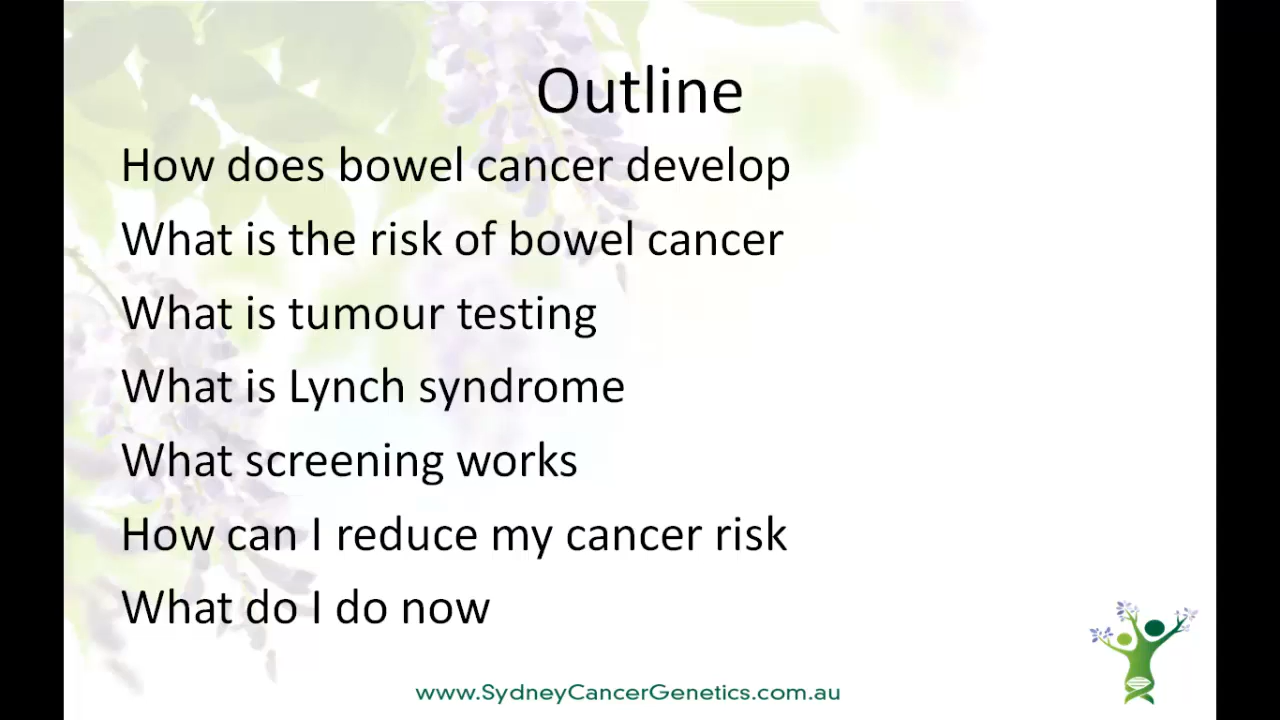 Outline
How does bowel cancer develop
What is the risk of bowel cancer
What is tumour testing
What is Lynch syndrome
What screening works
How can I reduce my cancer risk
What do I do now
www.SydneyCancerGenetics.com.au